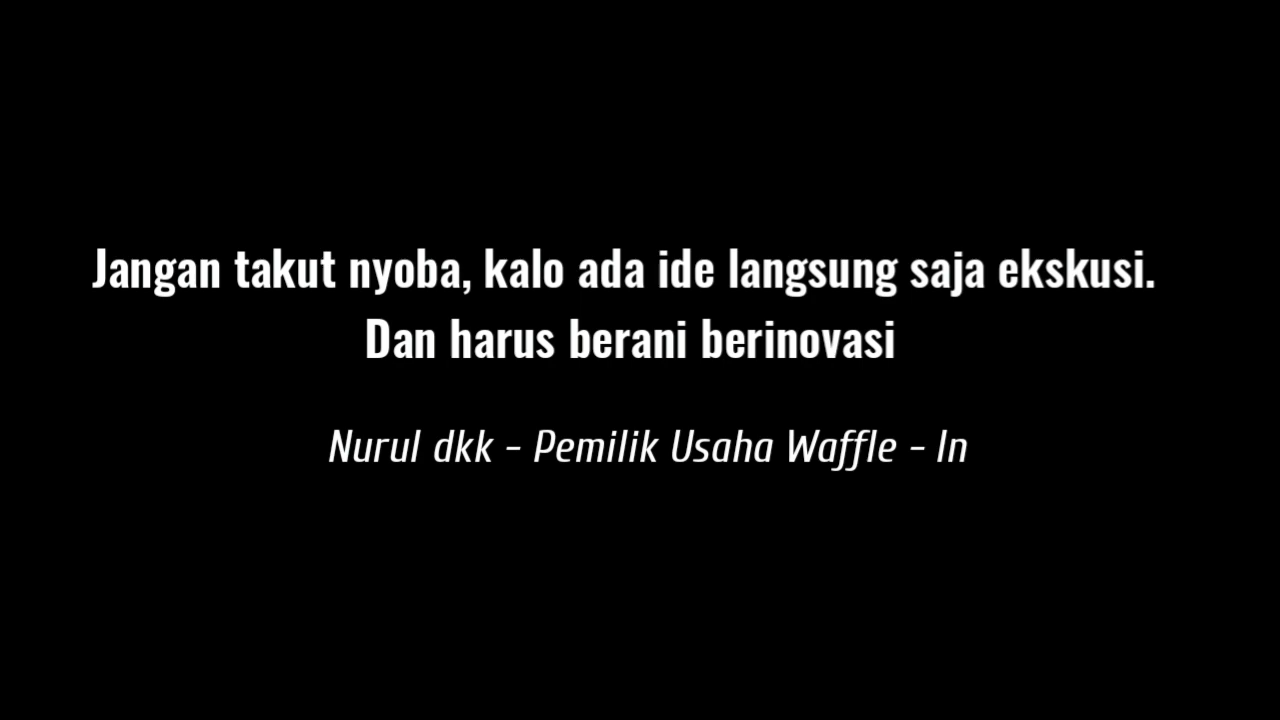 Jangan takut nyoba, kalo ada ide langsung saja ekskusi.
Dan harus berani berinovasi
Nurul dkk - Pemilik Usaha Waffle - In